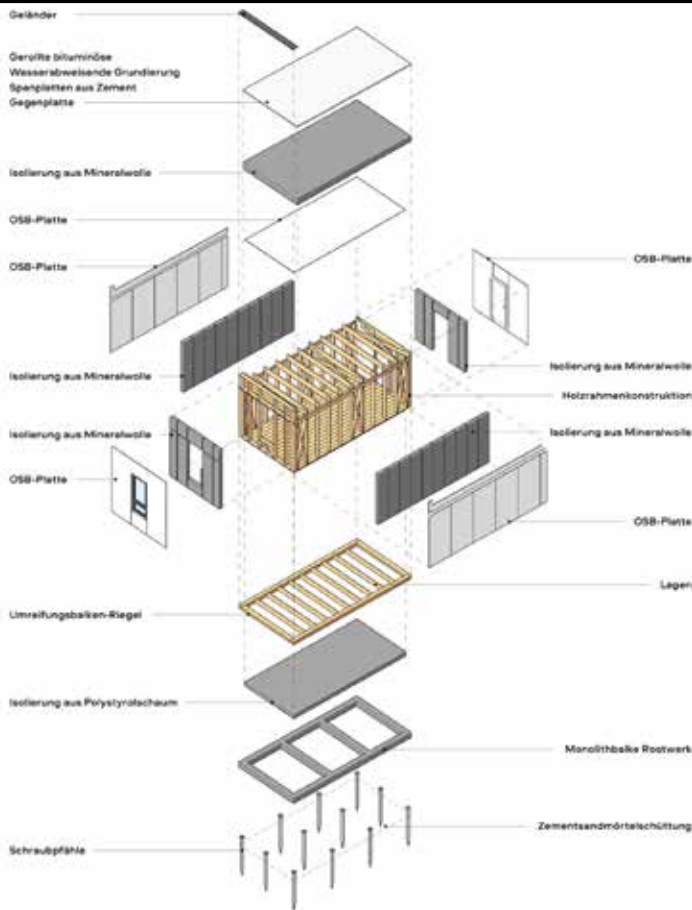 Geländer
Gerollte bituminöse
Wasserabweisende Grundierung
Spanpletten aus Zement
Gegenplatte
Isolierung aus Mineralwolle
OSB-Platte
OSB-Platte
OSB-Platte
Isolierung aus Mineralwolle
Isolierung aus Mineralwolle
Holzrahmenkonstruktion
Isolierung aus Mineralwolle
Isolierung aus Mineralwolle
OSB-Platte
OSB-Platte
Lagen
Umreifungsbalken-Riegel
Isolierung aus Polystyrolschaum
Monolithbalke Rostwerk
Zementsandmörtelschüttung
Schraubpfähle